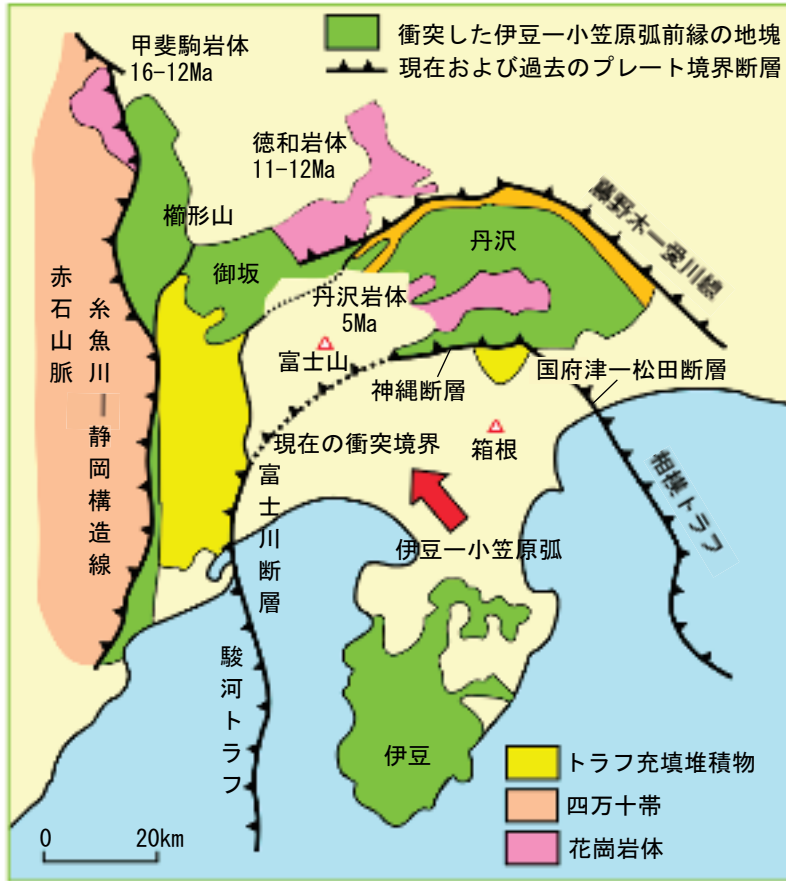 衝突した伊豆ー小笠原弧前縁の地塊
現在および過去のプレート境界断層
甲斐駒岩体
16-12Ma
徳和岩体
11-12Ma
櫛形山
御坂
丹沢
藤野木ー愛川線
赤石山脈
糸魚川ー静岡構造線
丹沢岩体
5Ma
富士山
神縄断層
国府津ー松田断層
現在の衝突境界
箱根
相模トラフ
富士川断層
伊豆ー小笠原弧
駿河トラフ
伊豆
トラフ充填堆積物
四万十帯
花崗岩体
0 20km